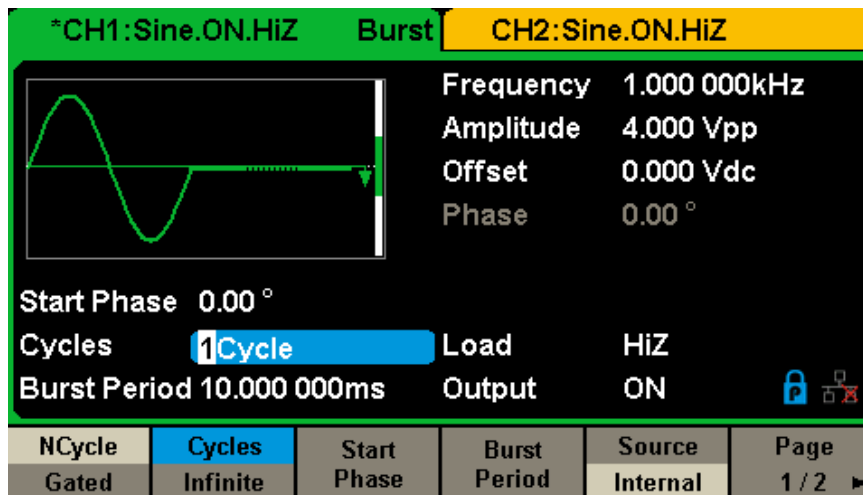 *CH1:Sine.ON.HiZ Burst CH2:Sine.ON.HiZ
Frequency 1.000 000kHz
Amplitude 4.000 Vpp
Offset 0.000 Vdc
Phase 0.00 °
Start Phase 0.00 °
Cycles 1Cycle Load HiZ
Burst Period 10.000 000ms Output ON P
NCycle Cycles Start Burst Source Page
Gated Infinite Phase Period Internal 1 / 2